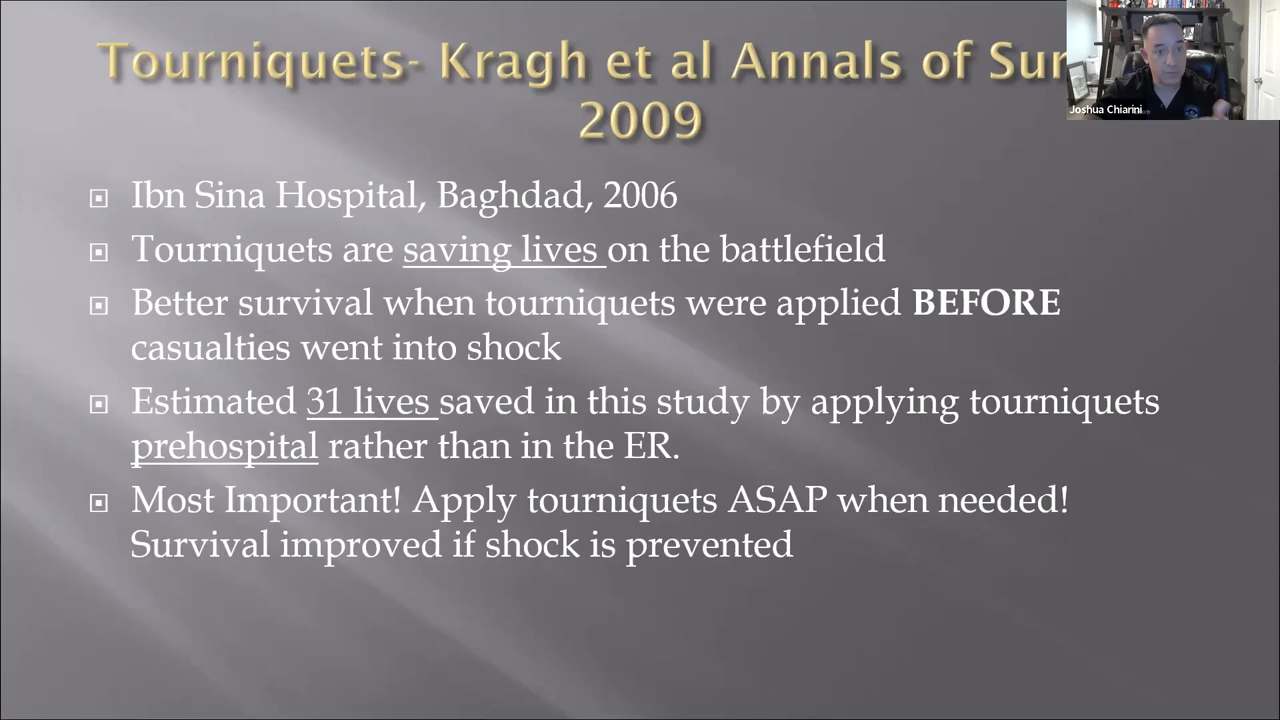 Tourniquets- Kragh et al Annals of
2009
Joshua Chiarini
Ibn Sina Hospital, Baghdad, 2006
Tourniquets are saving lives on the battlefield
Better survival when tourniquets were applied BEFORE
casualties went into shock
Estimated 31 lives saved in this study by applying tourniquets
prehospital rather than in the ER.
Most Important! Apply tourniquets ASAP when needed!
Survival improved if shock is prevented